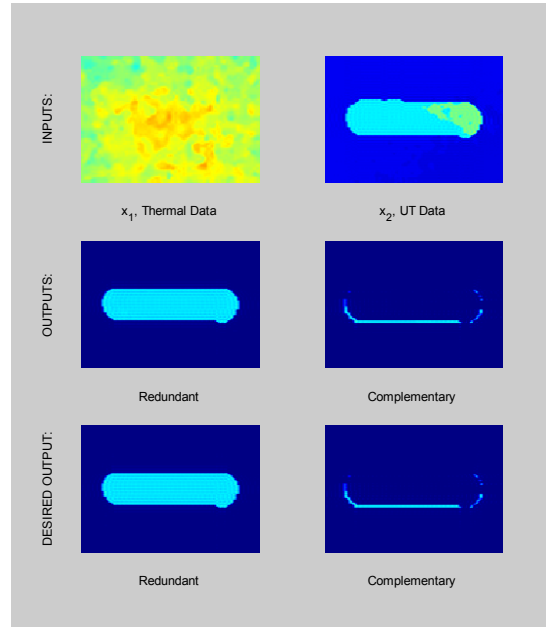 INPUTS:
x1, Thermal Data
x2, UT Data
OUTPUTS:
Redundant
Complementary
DESIRED OUTPUT:
Redundant
Complementary